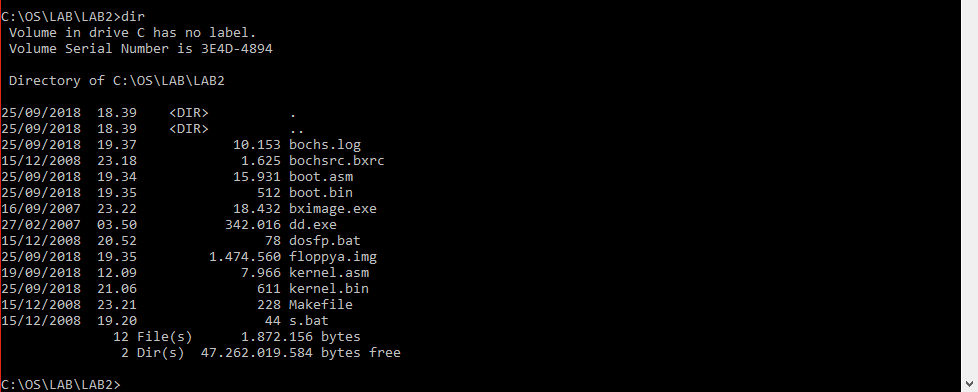 C:\OS\LAB\LAB2>dir
Volume in drive C has no label.
Volume Serial Number is 3E4D-4894
Directory of C:\OS\LAB\LAB2
25/09/2018  18.39    <DIR>          .
25/09/2018  18.39    <DIR>          ..
25/09/2018  19.37            10.153 bochs.log
15/12/2008  23.18             1.625 bochsrc.bxrc
25/09/2018  19.34            15.931 boot.asm
25/09/2018  19.35               512 boot.bin
16/09/2007  23.22            18.432 bximage.exe
27/02/2007  03.50           342.016 dd.exe
15/12/2008  20.52                78 dosfp.bat
25/09/2018  19.35         1.474.560 floppya.img
19/09/2018  12.09             7.966 kernel.asm
25/09/2018  21.06               611 kernel.bin
15/12/2008  23.21               228 Makefile
15/12/2008  19.20                44 s.bat
12 File(s)      1.872.156 bytes
2 Dir(s)  47.262.019.584 bytes free
C:\OS\LAB\LAB2>